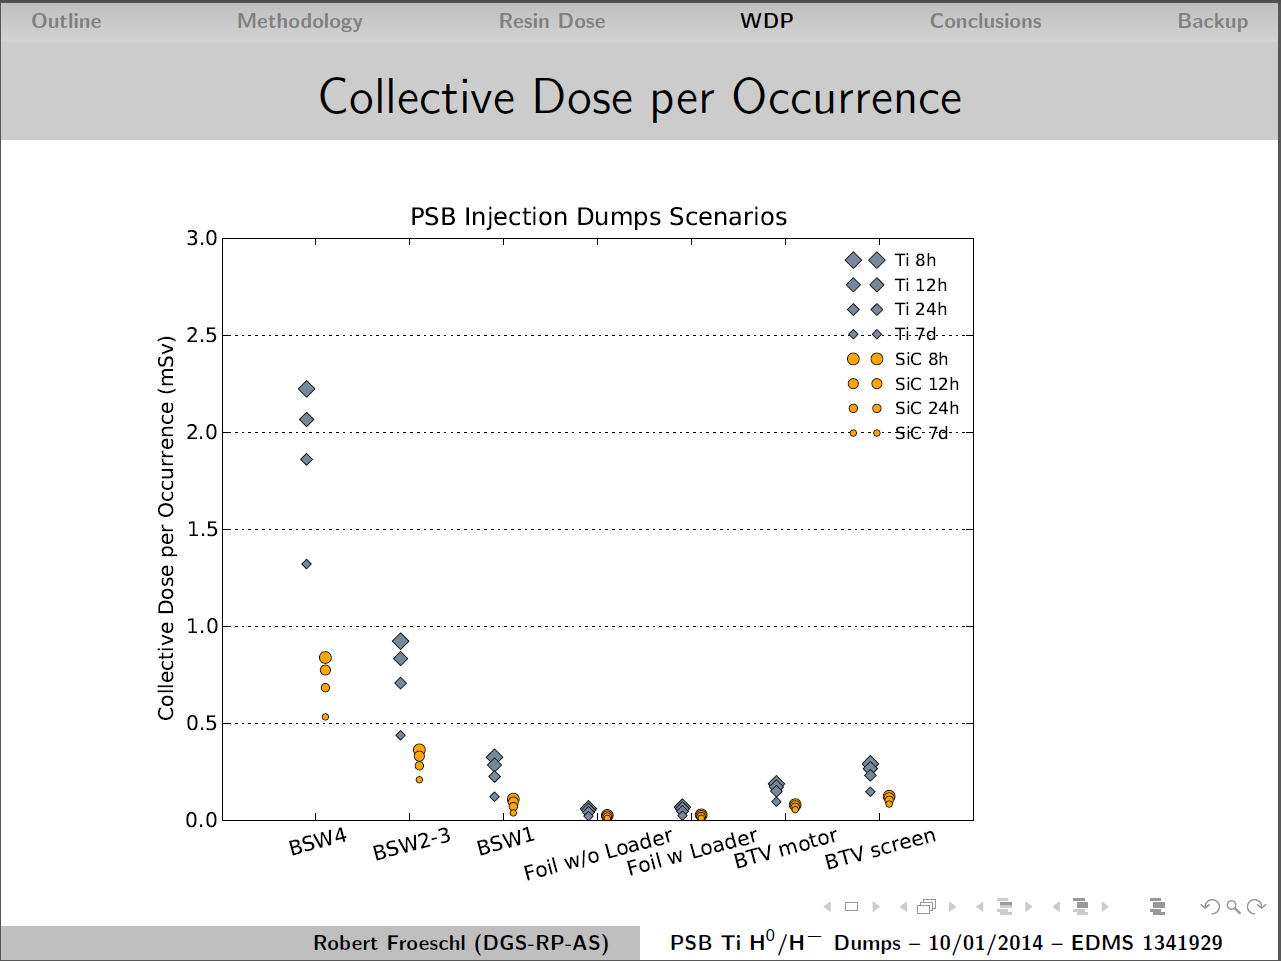 Outline Methodology Resin Dose WDP Conclusions Backup
Collective Dose per Occurrence
PSB Injection Dumps Scenarios
Collective Dose per Occurrence (mSv)
3.0
2.5
2.0
1.5
1.0
0.5
0.0
Ti 8h
Ti 12h
Ti 24h
Ti 7d
SiC 8h
SiC 12h
SiC 24h
SiC 7d
BSW4 BSW2-3 BSW1 Foil w/o Loader Foil w Loader BTV motor BTV screen
Robert Froeschl (DGS-RP-AS) PSB Ti H⁰/H⁻ Dumps – 10/01/2014 – EDMS 1341929